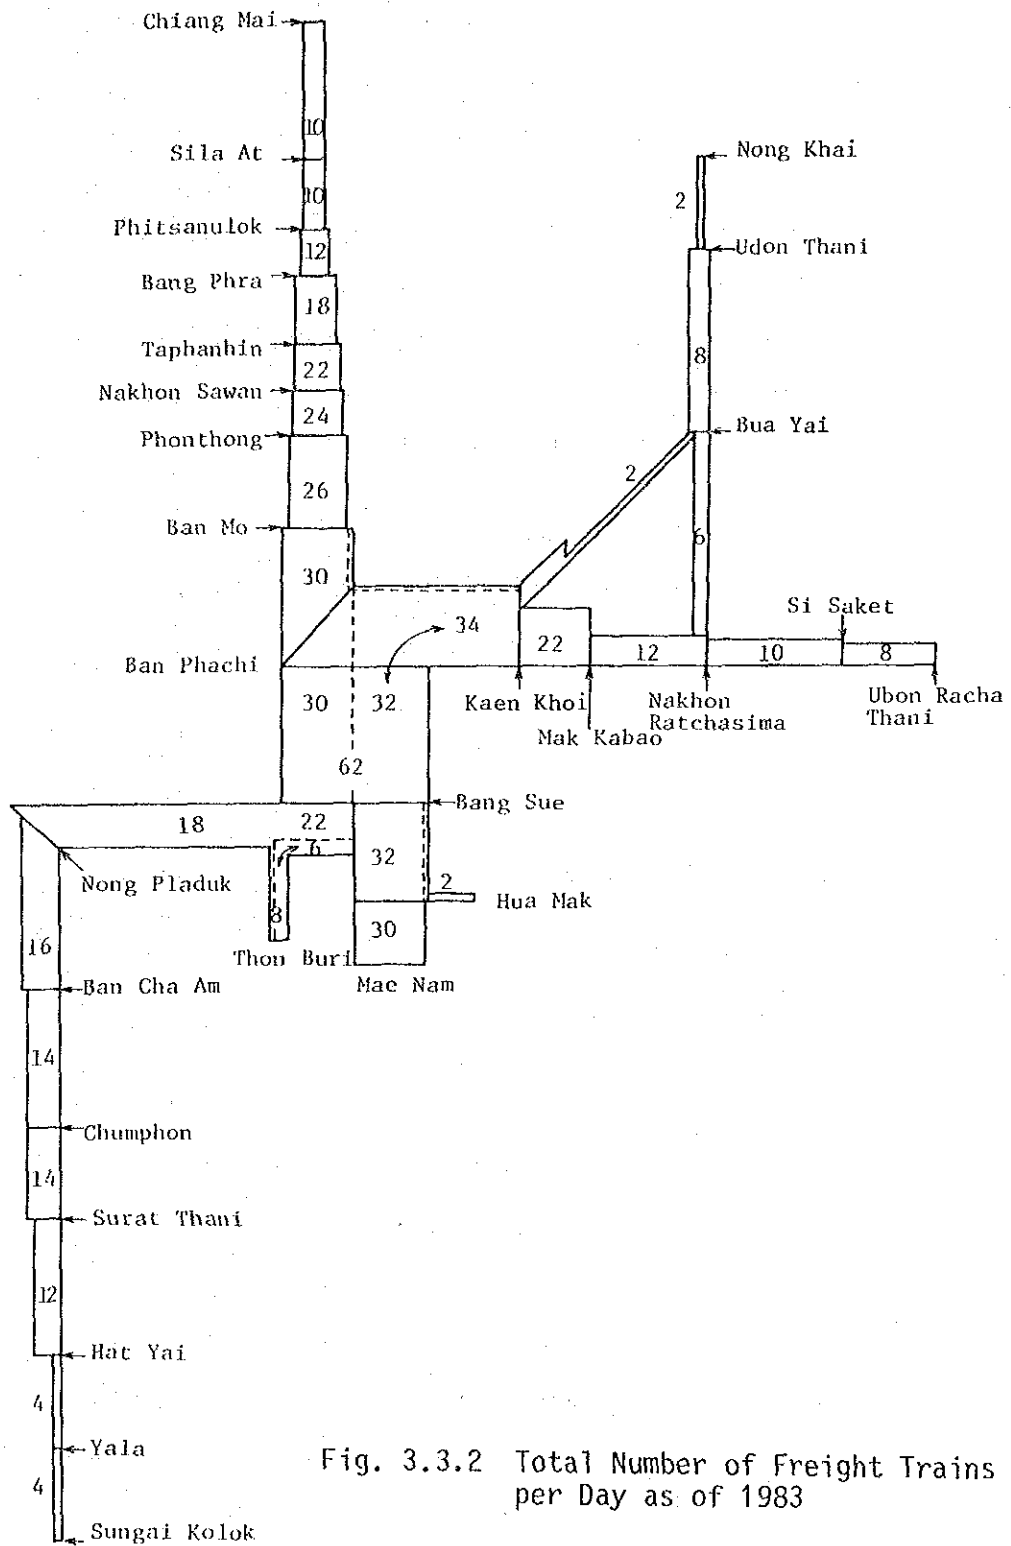 Chiang Mai
10
Sila At
10
Phitsanulok
12
Bang Phra
18
Taphanhin
22
Nakhon Sawan
24
Phonthong
26
Ban Mo
30
Nong Khai
2
Udon Thani
8
Bua Yai
2
6
Si Saket
34
22
12
10
8
Ban Phachi
30
32
Kaen Khoi
Mak Kabao
Nakhon
Ratchasima
Ubon Racha
Thani
62
Bang Sue
18
22
6
32
Nong Pladuk
2
Hua Mak
8
30
16
Thon Buri
Mae Nam
Ban Cha Am
14
Chumphon
14
Surat Thani
12
Hat Yai
4
Yala
4
Sungai Kolok
Fig. 3.3.2 Total Number of Freight Trains
per Day as of 1983